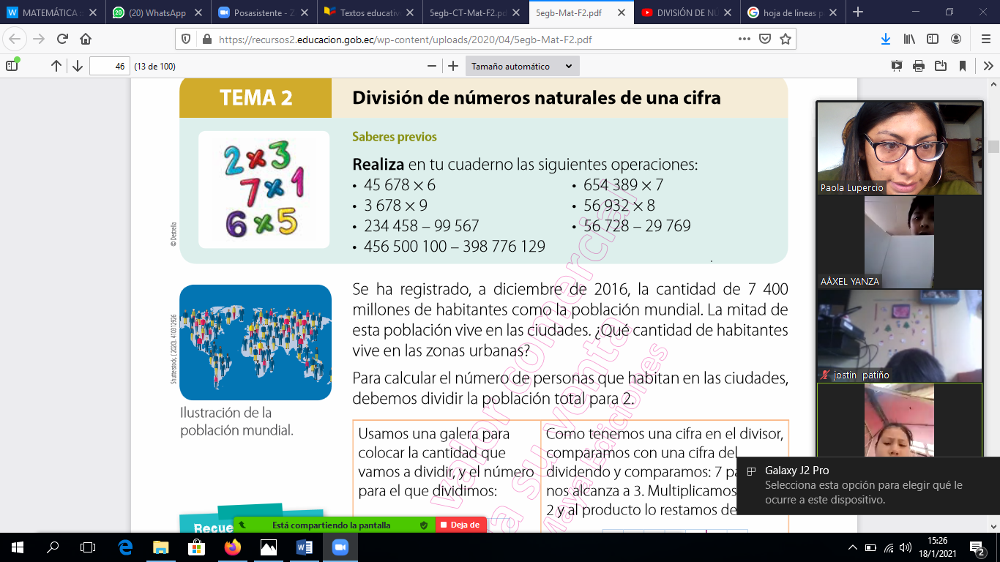 MATEMÁTICA
(20) WhatsApp
Posasistente - Z
Textos educativ
5egb-CT-Mat-F2.pd
5egb-Mat-F2.pdf
DIVISIÓN DE NÚ
hoja de lineas p
https://recursos2.educacion.gob.ec/wp-content/uploads/2020/04/5egb-Mat-F2.pdf
46 (13 de 100)
Tamaño automático
TEMA 2
División de números naturales de una cifra
Saberes previos
Realiza en tu cuaderno las siguientes operaciones:
• 45 678 × 6
• 654 389 × 7
• 3 678 × 9
• 56 932 × 8
• 234 458 – 99 567
• 56 728 – 29 769
• 456 500 100 – 398 776 129
2 × 3
7 × 1
6 × 5
© Destrella
Se ha registrado, a diciembre de 2016, la cantidad de 7 400
millones de habitantes como la población mundial. La mitad de
esta población vive en las ciudades. ¿Qué cantidad de habitantes
vive en las zonas urbanas?
Para calcular el número de personas que habitan en las ciudades,
debemos dividir la población total para 2.
Shutterstock, ( 2020), 410312926
Ilustración de la
población mundial.
Usamos una galera para
colocar la cantidad que
vamos a dividir, y el número
para el que dividimos:
Como tenemos una cifra en el divisor,
comparamos con una cifra del
dividendo y comparamos: 7 pa
nos alcanza a 3. Multiplicamos
2 y al producto lo restamos de
Recue
valor comercial
a su venta
Maya Ediciones
Paola Lupercio
AÂXEL YANZA
jostin patiño
Galaxy J2 Pro
Selecciona esta opción para elegir qué le
ocurre a este dispositivo.
Está compartiendo la pantalla
Deja de
15:26
18/1/2021
2